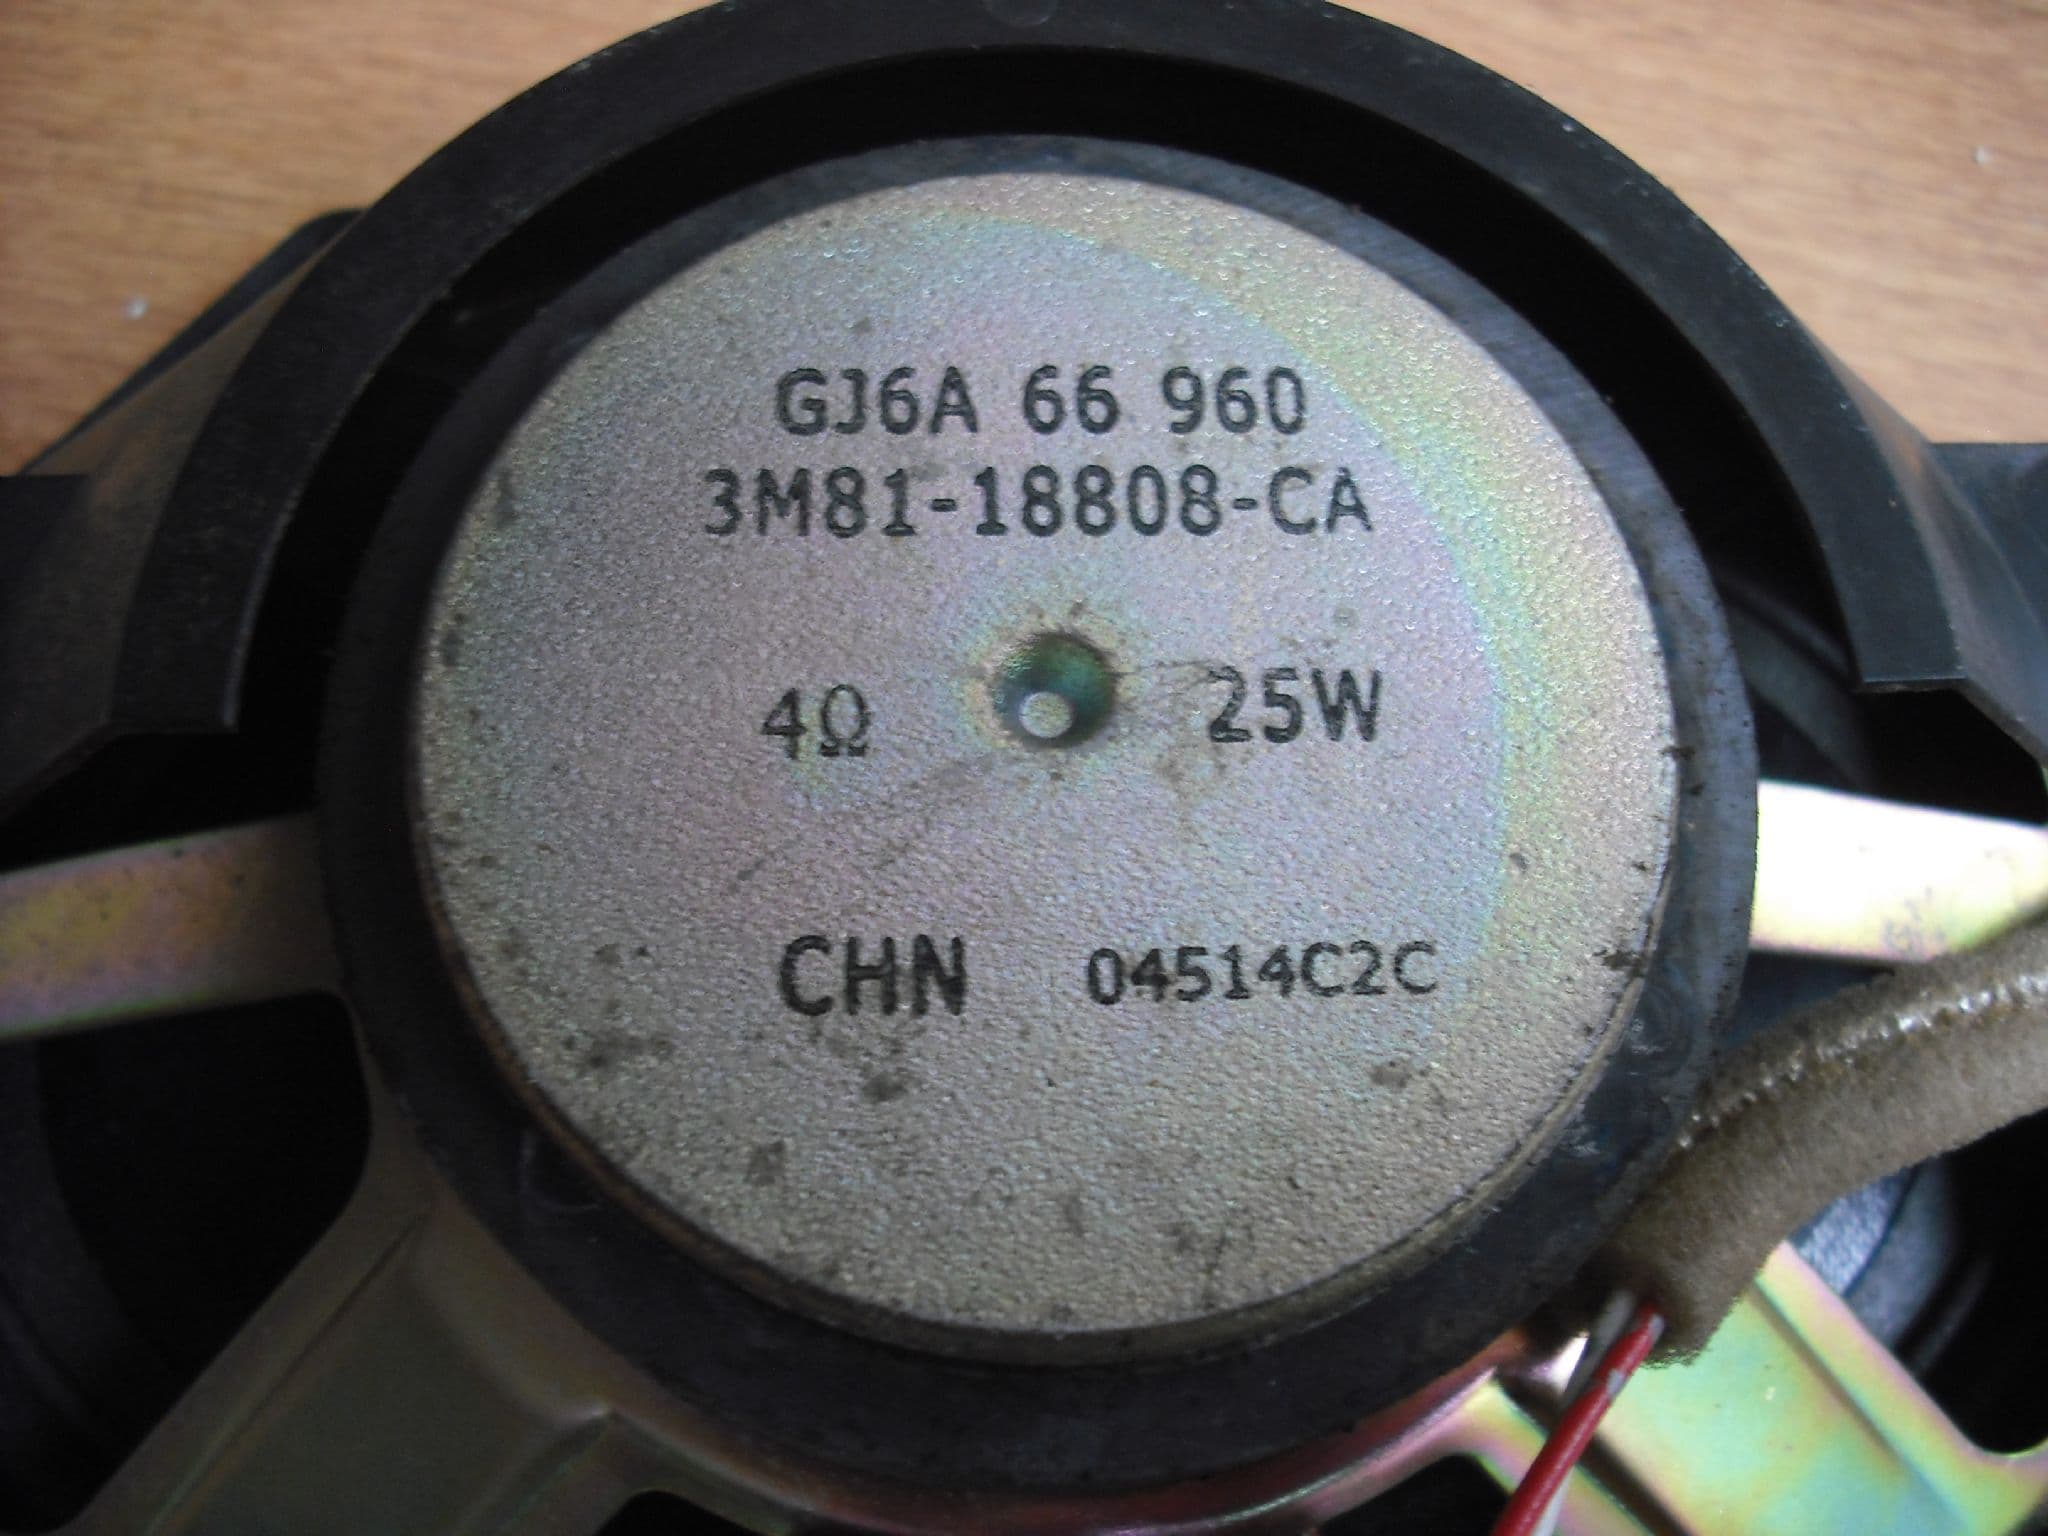 GJ6A 66 960
3M81-18808-CA
4Ω 25W
CHN 04514C2C